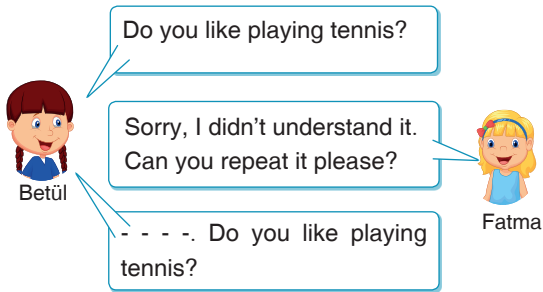 Do you like playing tennis?
Sorry, I didn't understand it.
Can you repeat it please?
Betül
Fatma
- - - -. Do you like playing
tennis?